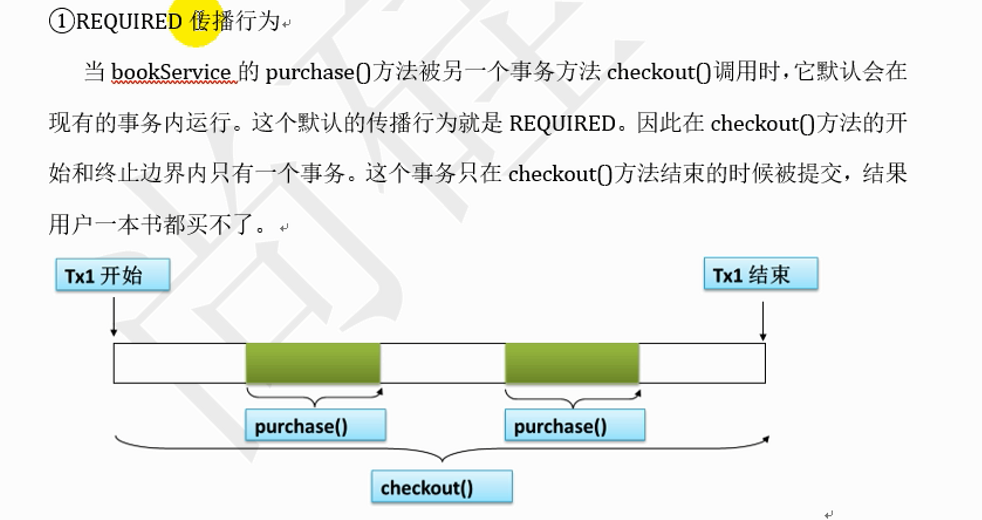 ①REQUIRED 传播行为
当 bookService 的 purchase()方法被另一个事务方法 checkout()调用时，它默认会在
现有的事务内运行。这个默认的传播行为就是 REQUIRED。因此在 checkout()方法的开
始和终止边界内只有一个事务。这个事务只在 checkout()方法结束的时候被提交，结果
用户一本书都买不了。
Tx1 开始
Tx1 结束
purchase()
purchase()
checkout()
尚硅